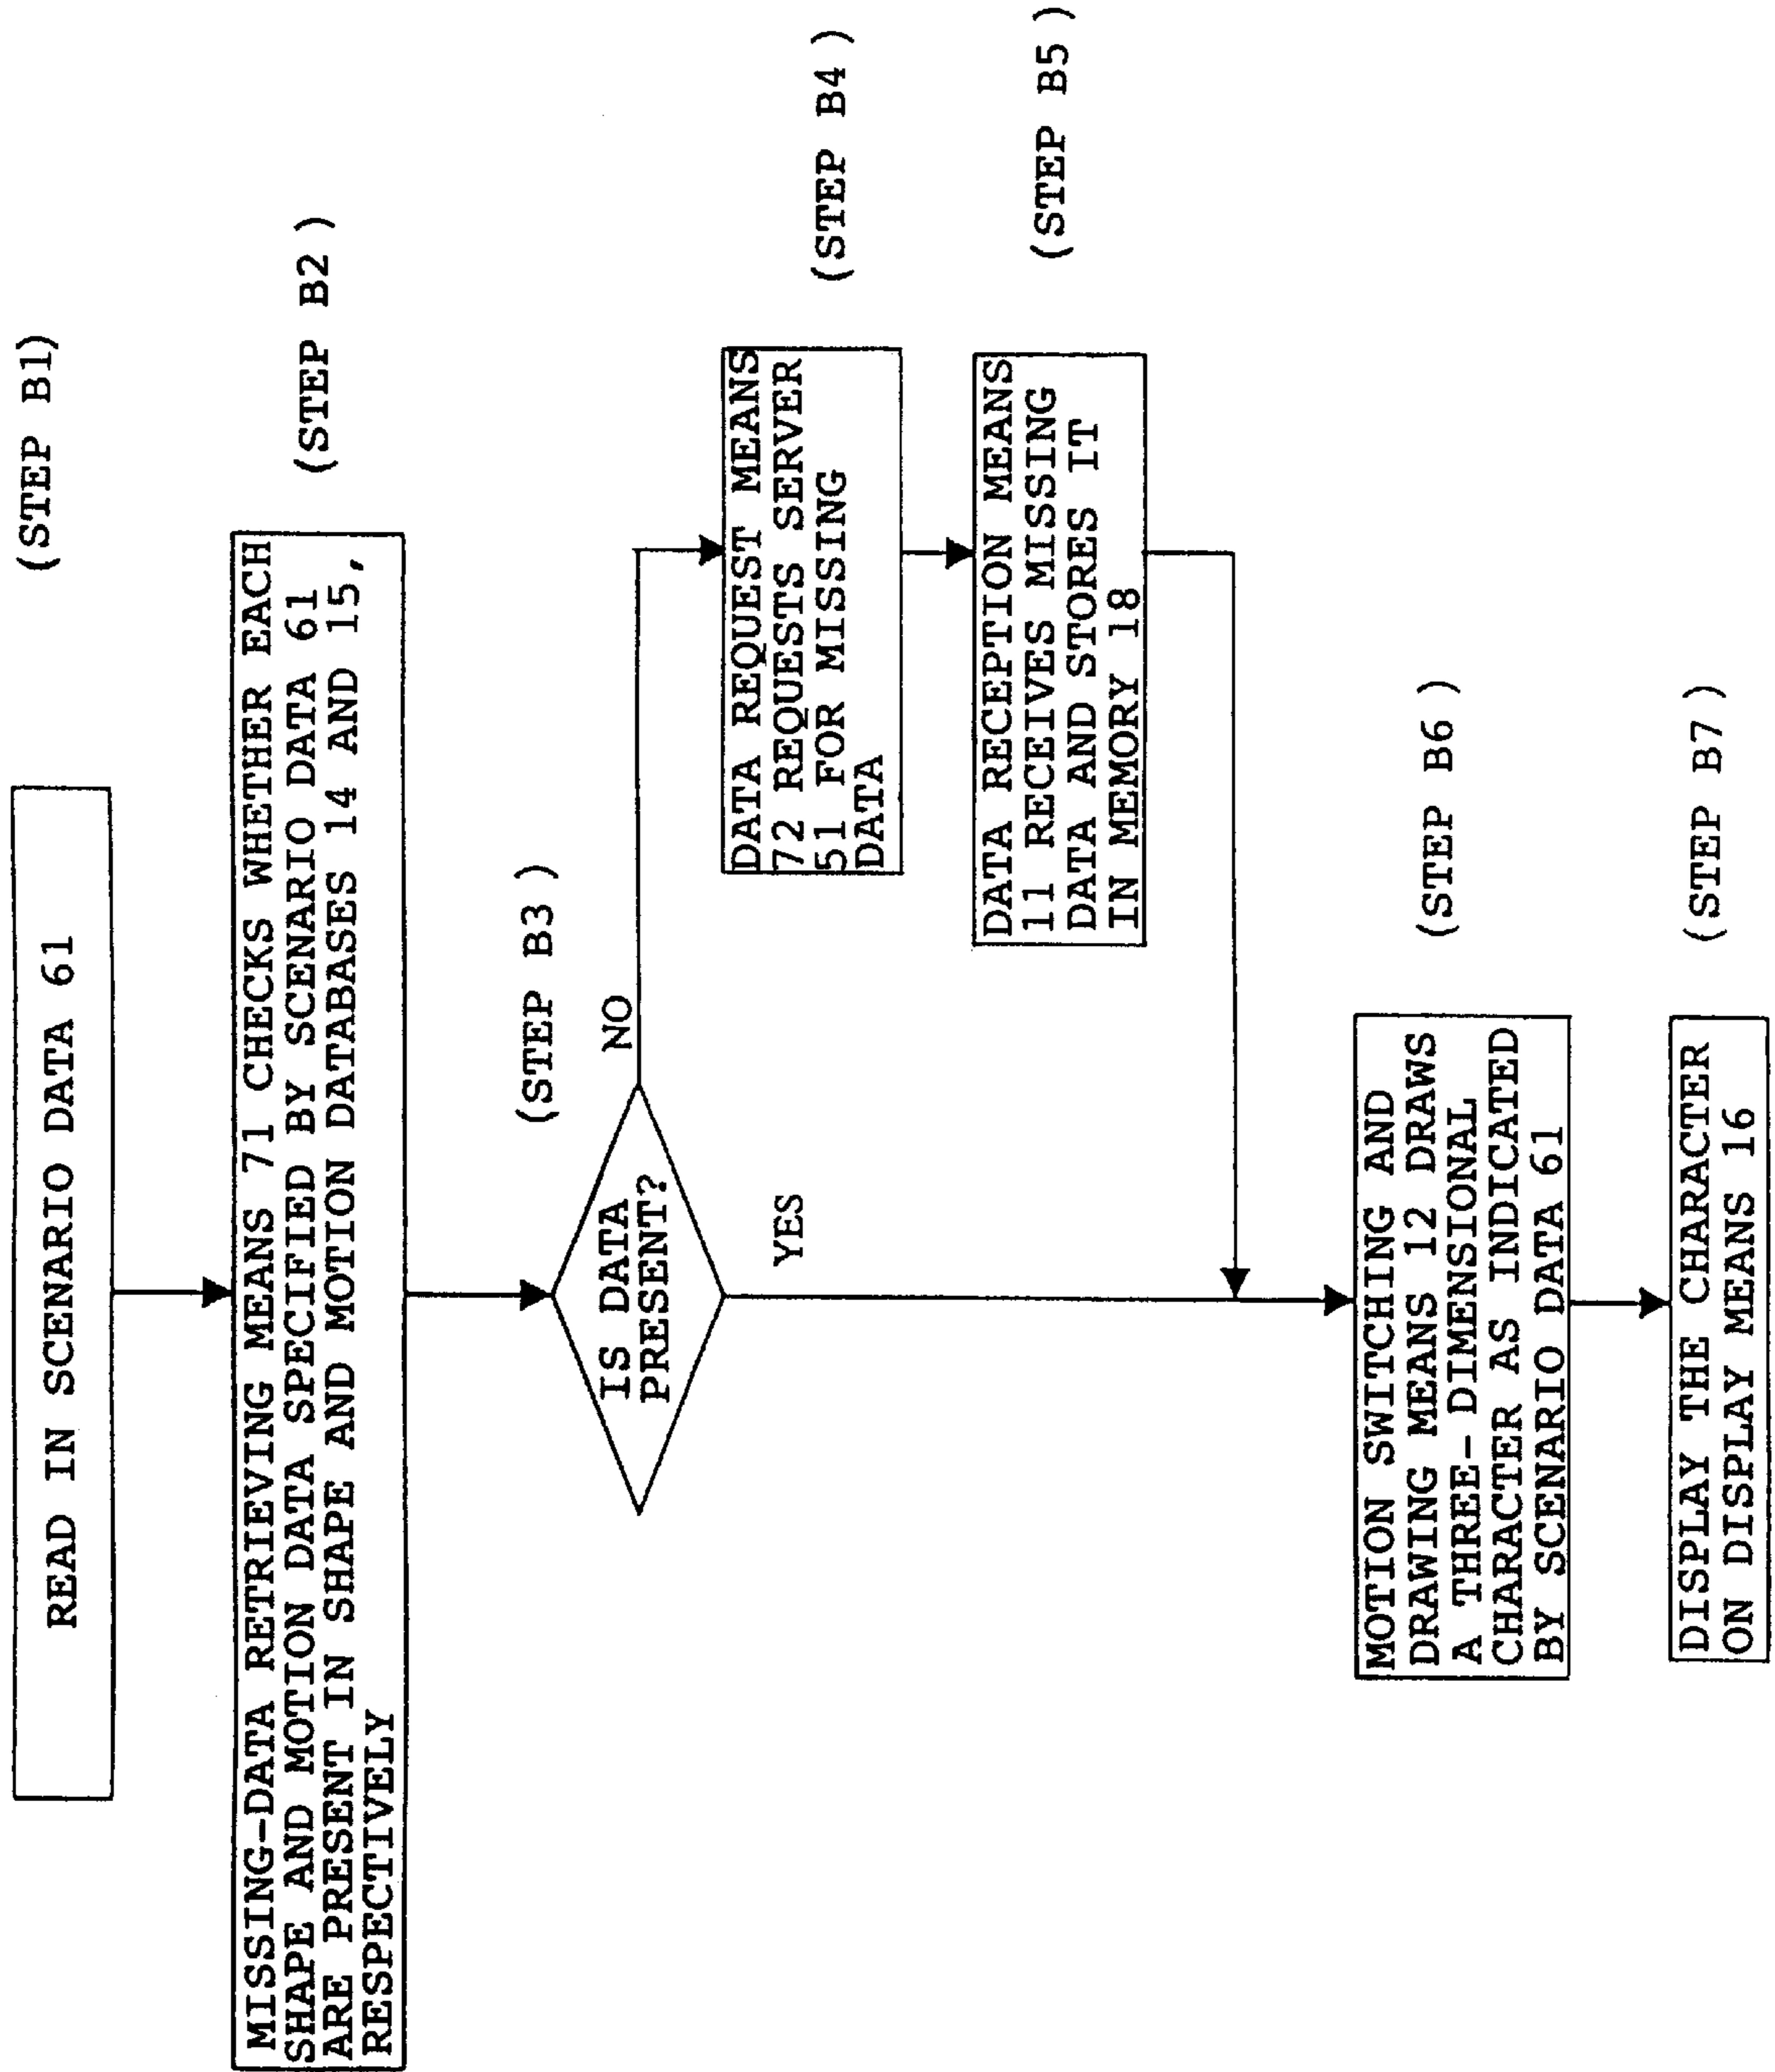 (STEP B1)
READ IN SCENARIO DATA 61
(STEP B2)
MISSING-DATA RETRIEVING MEANS 71 CHECKS WHETHER EACH
SHAPE AND MOTION DATA SPECIFIED BY SCENARIO DATA 61
ARE PRESENT IN SHAPE AND MOTION DATABASES 14 AND 15,
RESPECTIVELY
(STEP B3)
IS DATA
PRESENT?
NO
YES
(STEP B4)
DATA REQUEST MEANS
72 REQUESTS SERVER
51 FOR MISSING
DATA
(STEP B5)
DATA RECEPTION MEANS
11 RECEIVES MISSING
DATA AND STORES IT
IN MEMORY 18
(STEP B6)
MOTION SWITCHING AND
DRAWING MEANS 12 DRAWS
A THREE-DIMENSIONAL
CHARACTER AS INDICATED
BY SCENARIO DATA 61
(STEP B7)
DISPLAY THE CHARACTER
ON DISPLAY MEANS 16